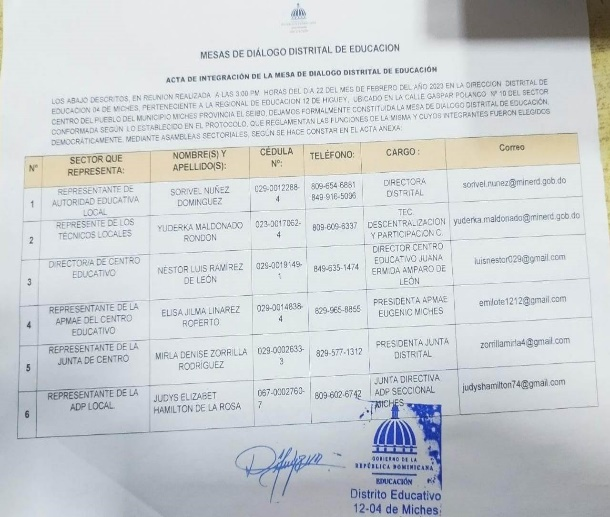 MESAS DE DIÁLOGO DISTRITAL DE EDUCACION
ACTA DE INTEGRACIÓN DE LA MESA DE DIALOGO DISTRITAL DE EDUCACIÓN
LOS ABAJO DESCRITOS, EN REUNION REALIZADA A LAS 3:00 PM HORAS DEL DIA 22 DEL MES DE FEBRERO DEL AÑO 2023 EN LA DIRECCION DISTRITAL DE
EDUCACION 04 DE MICHES, PERTENECIENTE A LA REGIONAL DE EDUCACION 12 DE HIGUEY, UBICADO EN LA CALLE GASPAR POLANCO Nº 10 DEL SECTOR
CENTRO DEL PUEBLO DEL MUNICIPIO MICHES PROVINCIA EL SEIBO, DEJAMOS FORMALMENTE CONSTITUIDA LA MESA DE DIALOGO DISTRITAL DE EDUCACIÓN,
CONFORMADA SEGÚN LO ESTABLECIDO EN EL PROTOCOLO, QUE REGLAMENTAN LAS FUNCIONES DE LA MISMA Y CUYOS INTEGRANTES FUERON ELEGIDOS
DEMOCRÁTICAMENTE, MEDIANTE ASAMBLEAS SECTORIALES, SEGÚN SE HACE CONSTAR EN EL ACTA ANEXA:
Nº SECTOR QUE REPRESENTA: NOMBRE(S) Y APELLIDO(S): CÉDULA Nº: TELÉFONO: CARGO : Correo
1 REPRESENTANTE DE AUTORIDAD EDUCATIVA LOCAL SORIVEL NUÑEZ DOMINGUEZ 029-0012288-4 809-654-6861 849-916-5096 DIRECTORA DISTRITAL sorivel.nunez@minerd.gob.do
2 REPRESENTE DE LOS TECNICOS LOCALES YUDERKA MALDONADO RONDON 023-0017062-4 809-609-6337 TEC. DESCENTRALIZACION Y PARTICIPACION C. yuderka.maldonado@minerd.gob.do
3 DIRECTOR/A DE CENTRO EDUCATIVO NÉSTOR LUIS RAMÍREZ DE LEÓN 029-0019149-1 849-635-1474 DIRECTOR CENTRO EDUCATIVO JUANA ERMIDA AMPARO DE LEÓN luisnestor029@gmail.com
4 REPRESENTANTE DE LA APMAE DEL CENTRO EDUCATIVO ELISA JILMA LINAREZ ROPERTO 029-0014638-4 829-965-8855 PRESIDENTA APMAE EUGENIC MICHES emilote1212@gmail.com
5 REPRESENTANTE DE LA JUNTA DE CENTRO MIRLA DENISE ZORRILLA RODRIGUEZ 029-0002633-3 829-577-1312 PRESIDENTA JUNTA DISTRITAL zorrillamirta4@gmail.com
6 REPRESENTANTE DE LA ADP LOCAL JUDYS ELIZABET HAMILTON DE LA ROSA 067-0002760-7 809-602-6742 JUNTA DIRECTIVA ADP SECCIONAL MICHES judyshamilton74@gmail.com
GOBIERNO DE LA
REPÚBLICA DOMINICANA
EDUCACIÓN
Distrito Educativo
12-04 de Miches